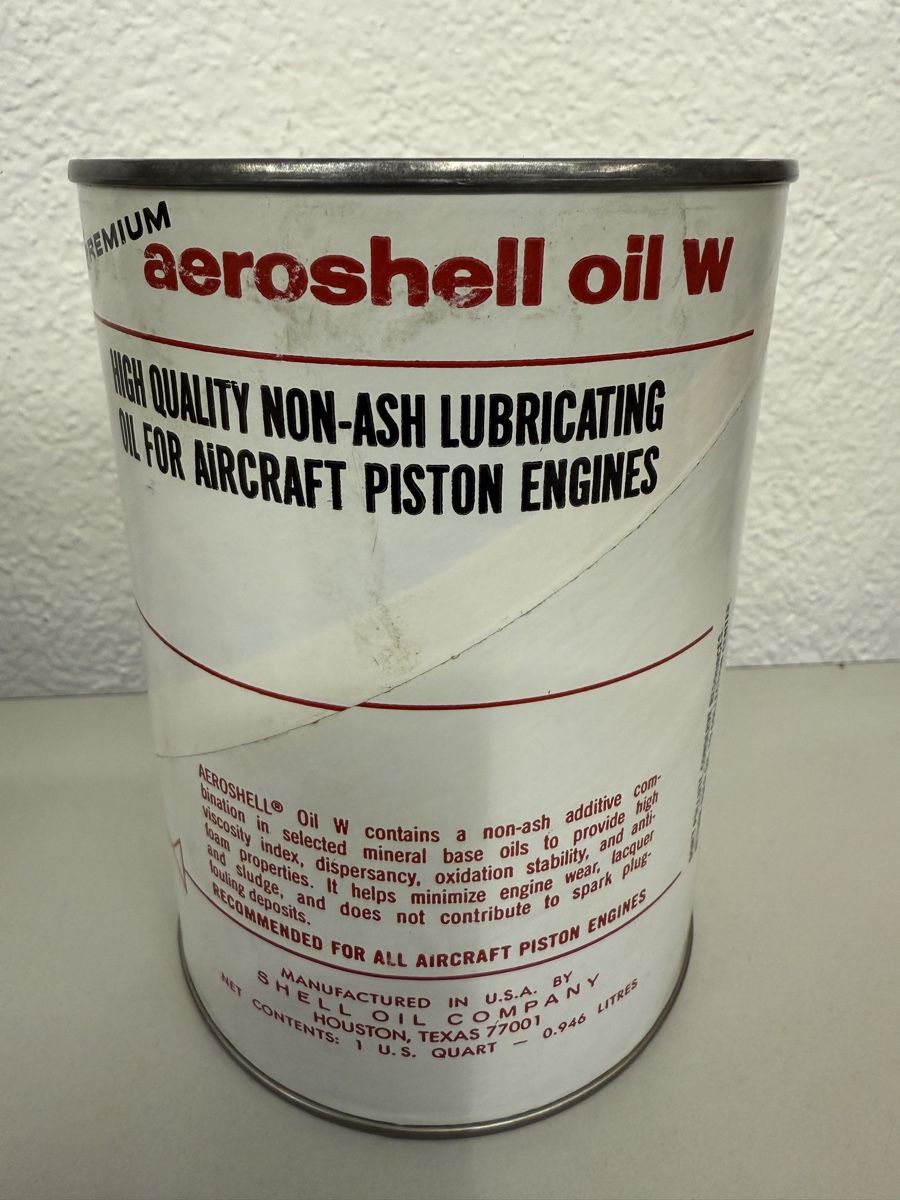 PREMIUM
aeroshell oil W
HIGH QUALITY NON-ASH LUBRICATING
OIL FOR AIRCRAFT PISTON ENGINES
AEROSHELL® Oil W contains a non-ash additive com-
bination in selected mineral base oils to provide high
viscosity index, dispersancy, oxidation stability, and anti-
foam properties. It helps minimize engine wear, lacquer
and sludge, and does not contribute to spark plug-
fouling deposits.
RECOMMENDED FOR ALL AIRCRAFT PISTON ENGINES
MANUFACTURED IN U.S.A. BY
SHELL OIL COMPANY
HOUSTON, TEXAS 77001
NET CONTENTS: 1 U.S. QUART — 0.946 LITRES